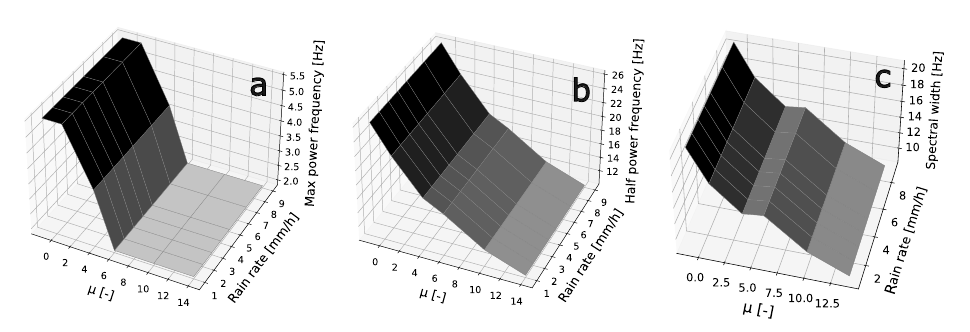 a
5.5
5.0
4.5
4.0
3.5
3.0
2.5
2.0
Max power frequency [Hz]
0 2 4 6 8 10 12 14
μ [-]
1 2 3 4 5 6 7 8 9
Rain rate [mm/h]
b
26
24
22
20
18
16
14
12
Half power frequency [Hz]
0 2 4 6 8 10 12 14
μ [-]
1 2 3 4 5 6 7 8 9
Rain rate [mm/h]
c
20
18
16
14
12
10
Spectral width [Hz]
0.0 2.5 5.0 7.5 10.0 12.5
μ [-]
2 4 6 8
Rain rate [mm/h]